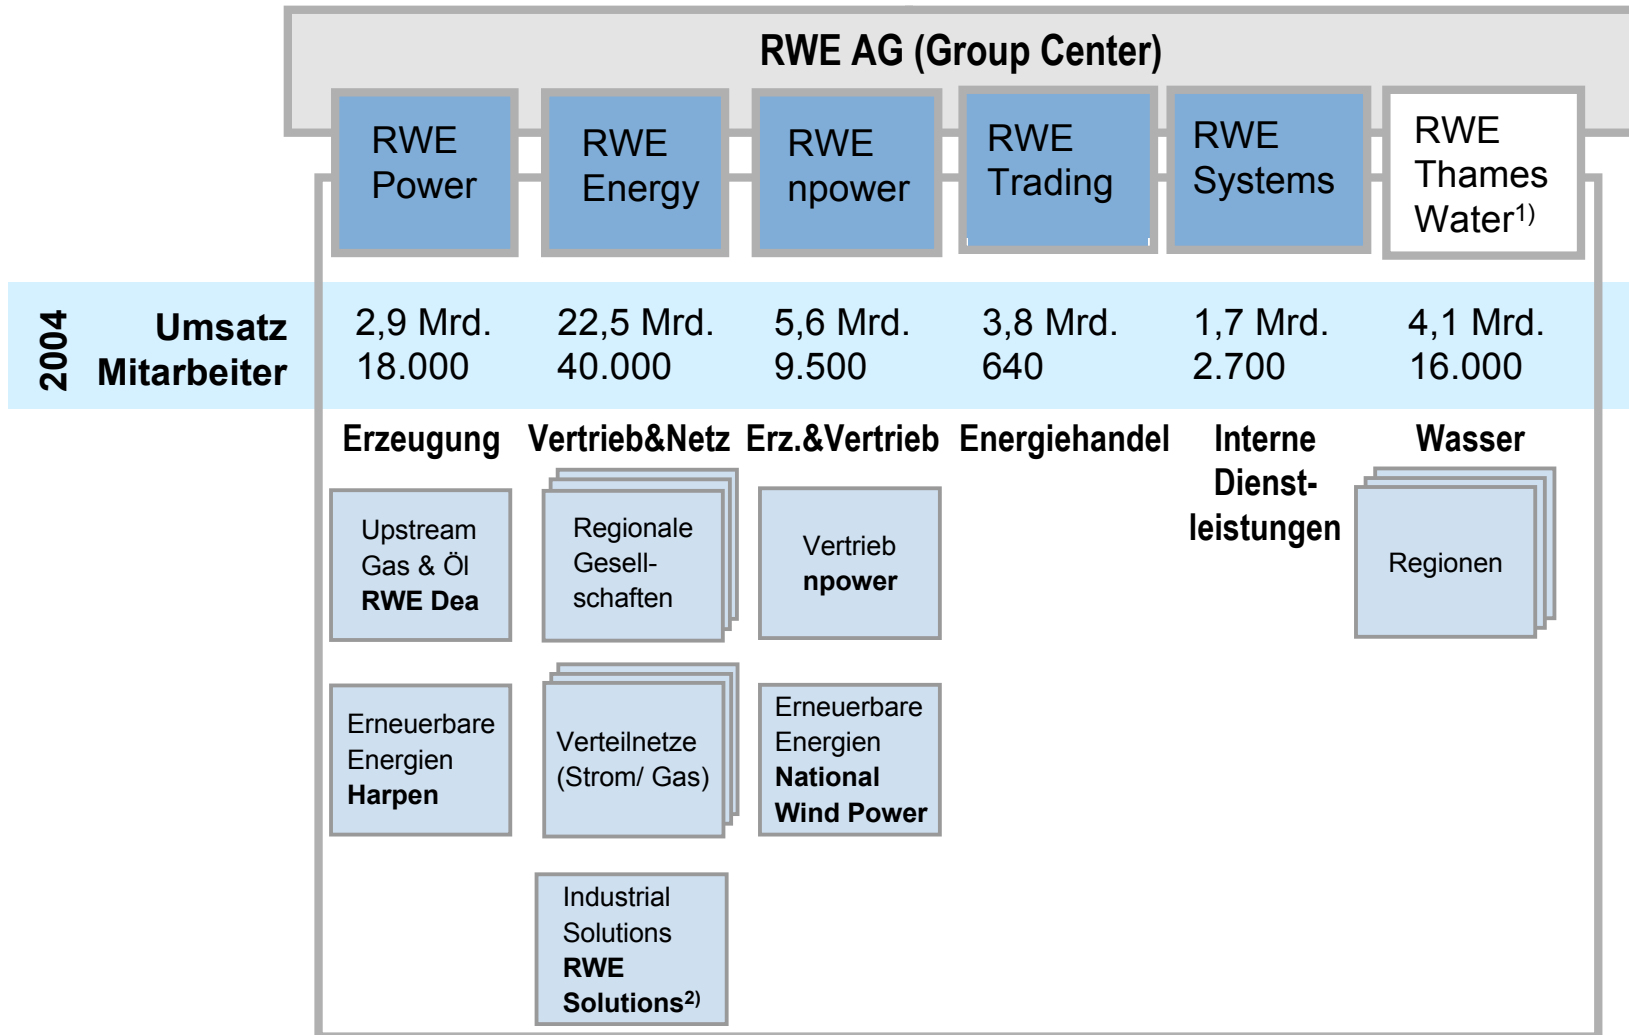 RWE AG (Group Center)
RWE
Power
RWE
Energy
RWE
npower
RWE
Trading
RWE
Systems
RWE
Thames
Water1)
2004
Umsatz 2,9 Mrd. 22,5 Mrd. 5,6 Mrd. 3,8 Mrd. 1,7 Mrd. 4,1 Mrd.
Mitarbeiter 18.000 40.000 9.500 640 2.700 16.000
Erzeugung
Upstream
Gas & Öl
RWE Dea
Erneuerbare
Energien
Harpen
Vertrieb&Netz
Regionale
Gesell-
schaften
Verteilnetze
(Strom/ Gas)
Industrial
Solutions
RWE
Solutions2)
Erz.&Vertrieb
Vertrieb
npower
Erneuerbare
Energien
National
Wind Power
Energiehandel
Interne
Dienst-
leistungen
Wasser
Regionen